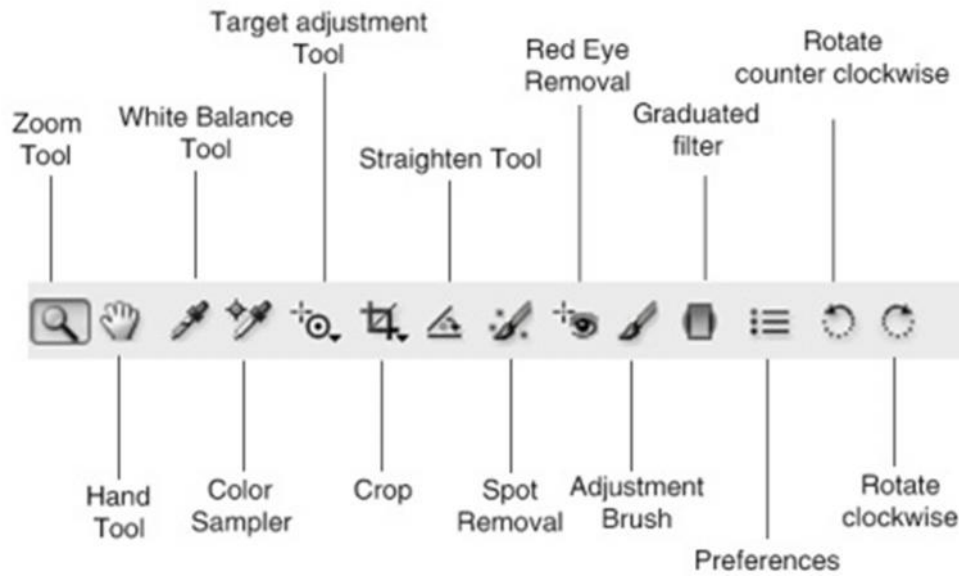 Target adjustment
Tool
Red Eye
Removal
Rotate
counter clockwise
Zoom
Tool
White Balance
Tool
Graduated
filter
Straighten Tool
Hand
Tool
Color
Sampler
Crop
Spot
Removal
Adjustment
Brush
Rotate
clockwise
Preferences